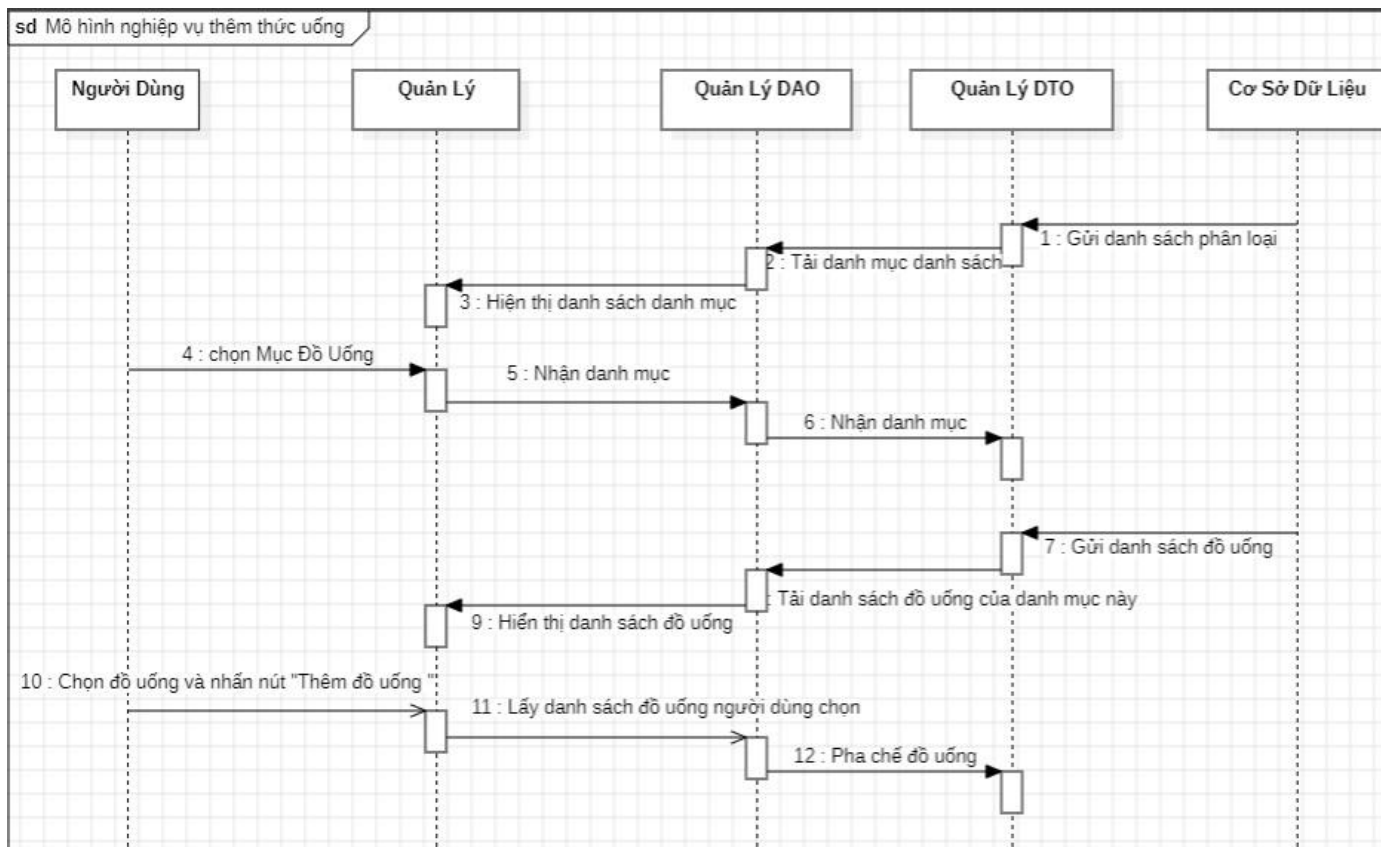 sd Mô hình nghiệp vụ thêm thức uống
Người Dùng
Quản Lý
Quản Lý DAO
Quản Lý DTO
Cơ Sở Dữ Liệu
1 : Gửi danh sách phân loại
2 : Tải danh mục danh sách
3 : Hiện thị danh sách danh mục
4 : chọn Mục Đồ Uống
5 : Nhận danh mục
6 : Nhận danh mục
7 : Gửi danh sách đồ uống
: Tải danh sách đồ uống của danh mục này
9 : Hiển thị danh sách đồ uống
10 : Chọn đồ uống và nhấn nút "Thêm đồ uống "
11 : Lấy danh sách đồ uống người dùng chọn
12 : Pha chế đồ uống